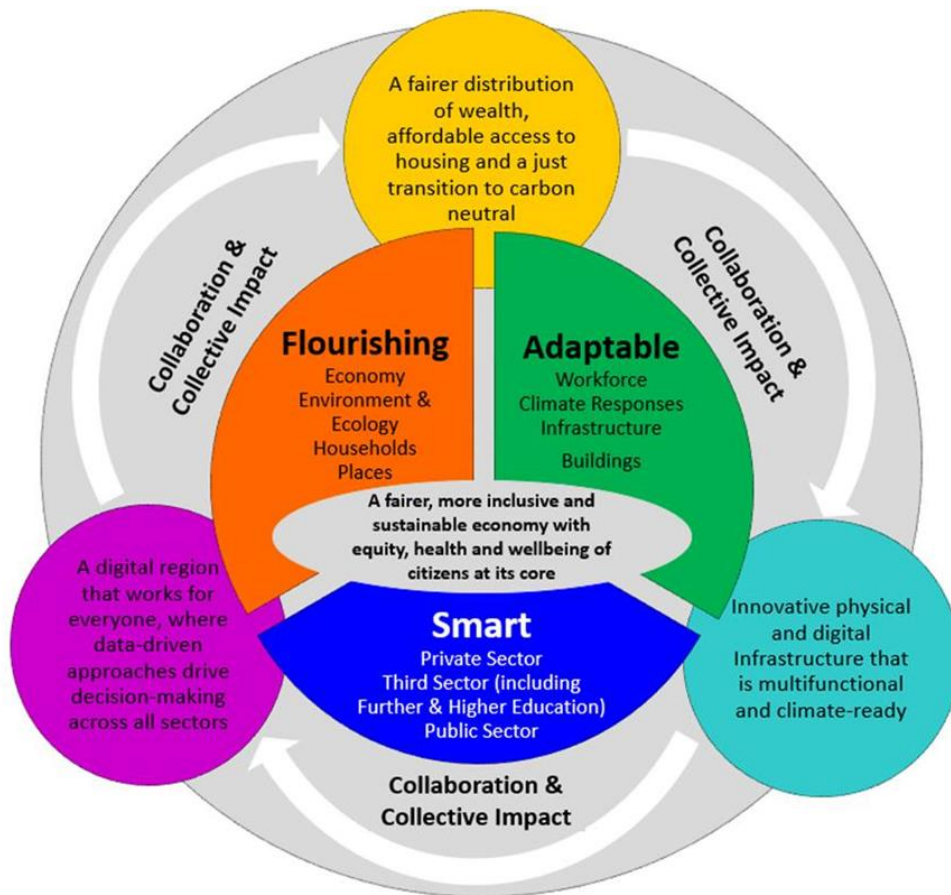 A fairer distribution
of wealth,
affordable access to
housing and a just
transition to carbon
neutral
Collaboration &
Collective Impact
Collaboration &
Collective Impact
Flourishing
Economy
Environment &
Ecology
Households
Places
Adaptable
Workforce
Climate Responses
Infrastructure
Buildings
A fairer, more inclusive and
sustainable economy with
equity, health and wellbeing of
citizens at its core
A digital region
that works for
everyone, where
data-driven
approaches drive
decision-making
across all sectors
Smart
Private Sector
Third Sector (including
Further & Higher Education)
Public Sector
Innovative physical
and digital
Infrastructure that
is multifunctional
and climate-ready
Collaboration &
Collective Impact